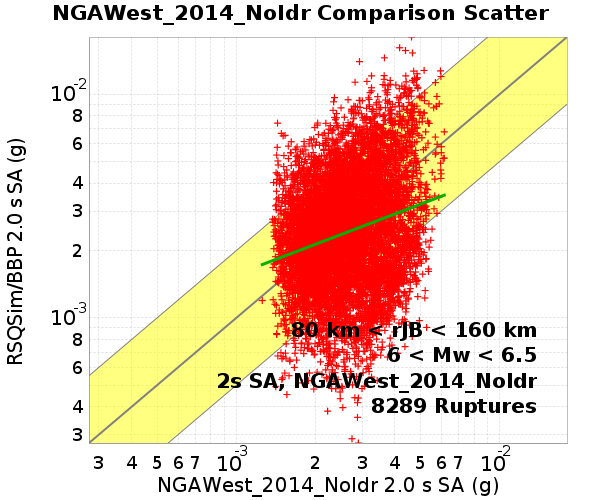 NGAWest_2014_NoIdr Comparison Scatter
RSQSim/BBP 2.0 s SA (g)
10-2
8
6
4
3
2
10-3
8
6
4
3
80 km < rJB < 160 km
6 < Mw < 6.5
2s SA, NGAWest_2014_NoIdr
8289 Ruptures
3 4 5 6 7 10-3 2 3 4 5 6 7 10-2
NGAWest_2014_NoIdr 2.0 s SA (g)